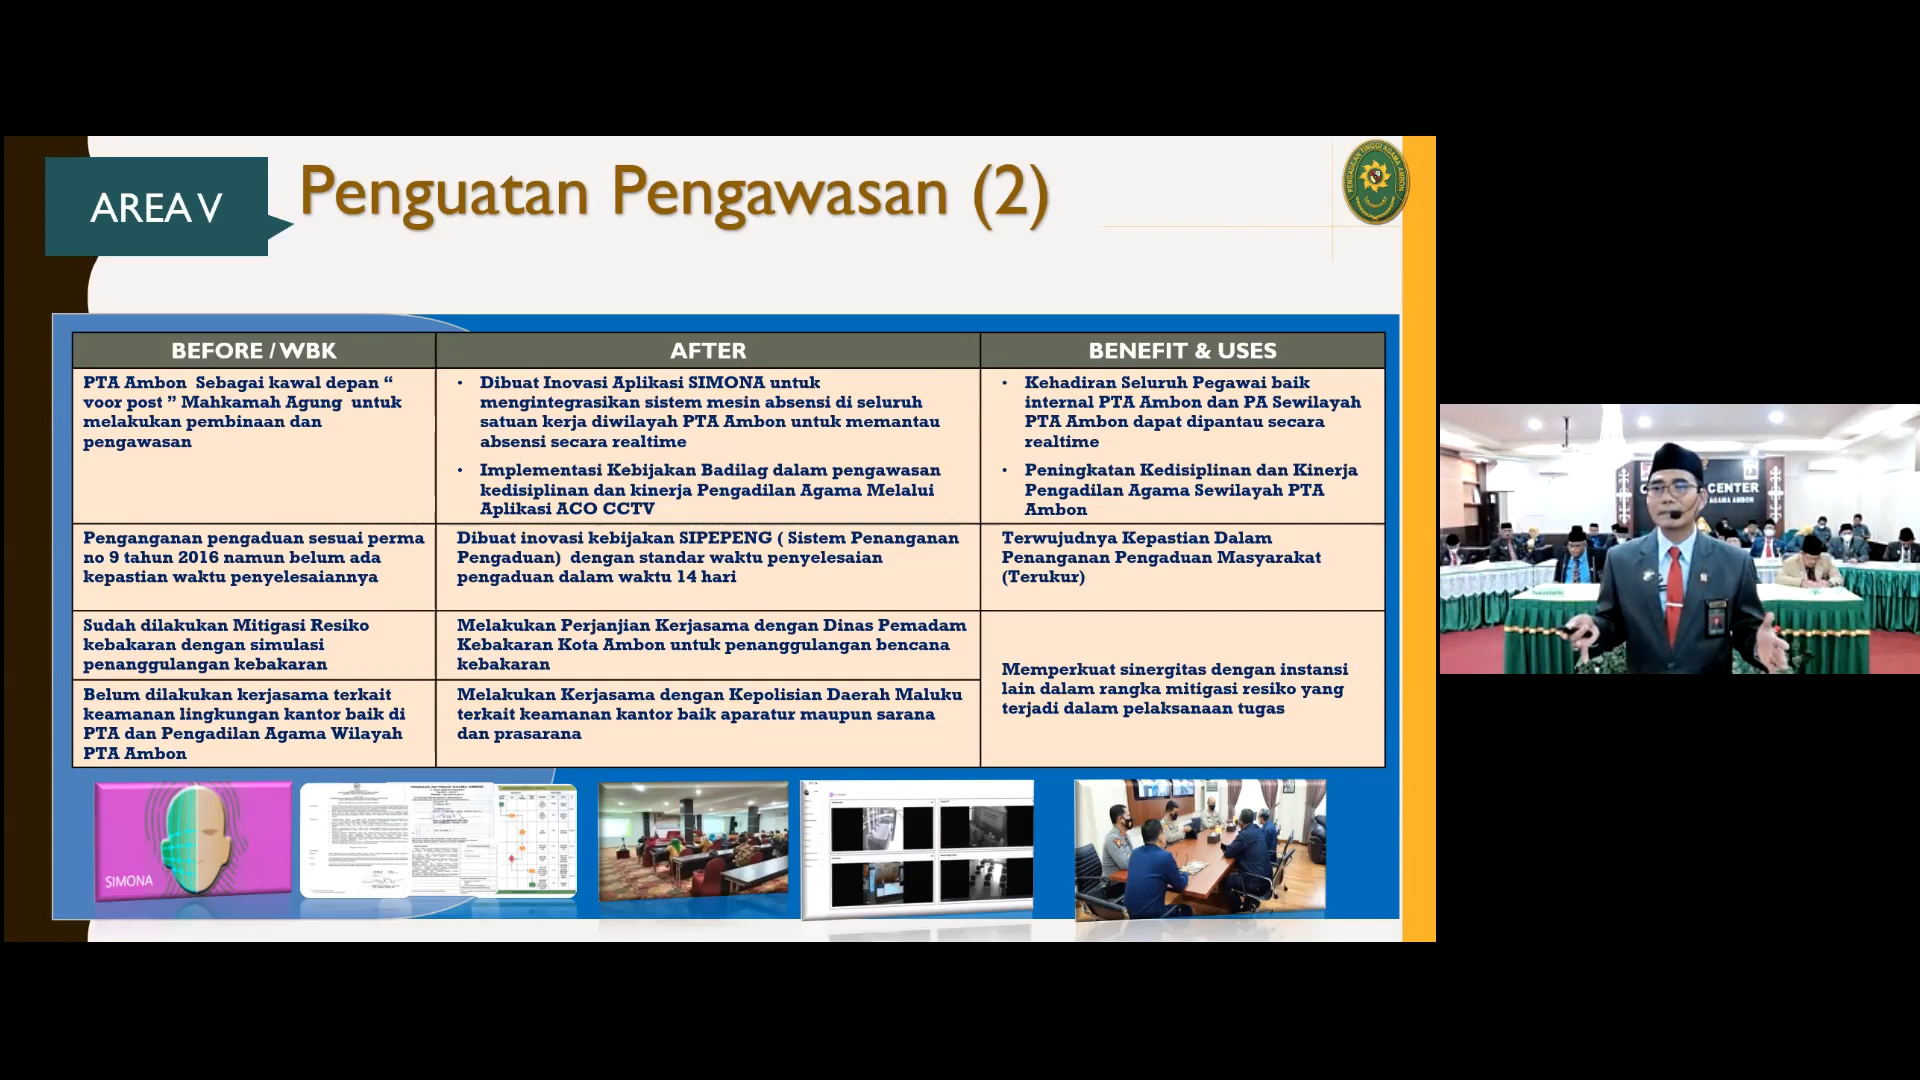 AREA V
Penguatan Pengawasan (2)
PENGADILAN TINGGI AGAMA AMBON
BEFORE / WBK
AFTER
BENEFIT & USES
PTA Ambon Sebagai kawal depan “
voor post ” Mahkamah Agung untuk
melakukan pembinaan dan
pengawasan
• Dibuat Inovasi Aplikasi SIMONA untuk
mengintegrasikan sistem mesin absensi di seluruh
satuan kerja diwilayah PTA Ambon untuk memantau
absensi secara realtime
• Implementasi Kebijakan Badilag dalam pengawasan
kedisiplinan dan kinerja Pengadilan Agama Melalui
Aplikasi ACO CCTV
• Kehadiran Seluruh Pegawai baik
internal PTA Ambon dan PA Sewilayah
PTA Ambon dapat dipantau secara
realtime
• Peningkatan Kedisiplinan dan Kinerja
Pengadilan Agama Sewilayah PTA
Ambon
Penganganan pengaduan sesuai perma
no 9 tahun 2016 namun belum ada
kepastian waktu penyelesaiannya
Dibuat inovasi kebijakan SIPEPENG ( Sistem Penanganan
Pengaduan) dengan standar waktu penyelesaian
pengaduan dalam waktu 14 hari
Terwujudnya Kepastian Dalam
Penanganan Pengaduan Masyarakat
(Terukur)
Sudah dilakukan Mitigasi Resiko
kebakaran dengan simulasi
penanggulangan kebakaran
Melakukan Perjanjian Kerjasama dengan Dinas Pemadam
Kebakaran Kota Ambon untuk penanggulangan bencana
kebakaran
Memperkuat sinergitas dengan instansi
lain dalam rangka mitigasi resiko yang
terjadi dalam pelaksanaan tugas
Belum dilakukan kerjasama terkait
keamanan lingkungan kantor baik di
PTA dan Pengadilan Agama Wilayah
PTA Ambon
Melakukan Kerjasama dengan Kepolisian Daerah Maluku
terkait keamanan kantor baik aparatur maupun sarana
dan prasarana
SIMONA
CENTER
AGAMA AMBON